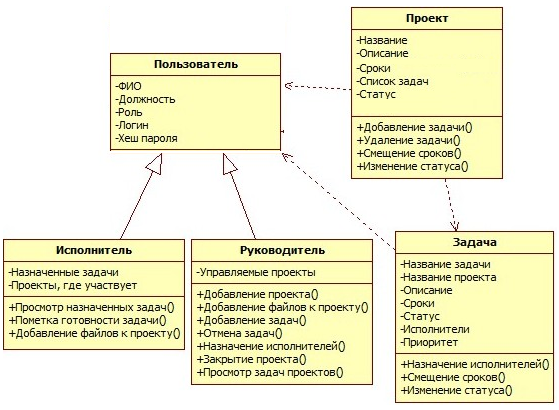 Пользователь
-ФИО
-Должность
-Роль
-Логин
-Хеш пароля
Проект
-Название
-Описание
-Сроки
-Список задач
-Статус
+Добавление задачи()
+Удаление задачи()
+Смещение сроков()
+Изменение статуса()
Исполнитель
-Назначенные задачи
-Проекты, где участвует
+Просмотр назначенных задач()
+Пометка готовности задачи()
+Добавление файлов к проекту()
Руководитель
-Управляемые проекты
+Добавление проекта()
+Добавление файлов к проекту()
+Добавление задач()
+Отмена задач()
+Назначение исполнителей()
+Закрытие проекта()
+Просмотр задач проектов()
Задача
-Название задачи
-Название проекта
-Описание
-Сроки
-Статус
-Исполнители
-Приоритет
+Назначение исполнителей()
+Смещение сроков()
+Изменение статуса()